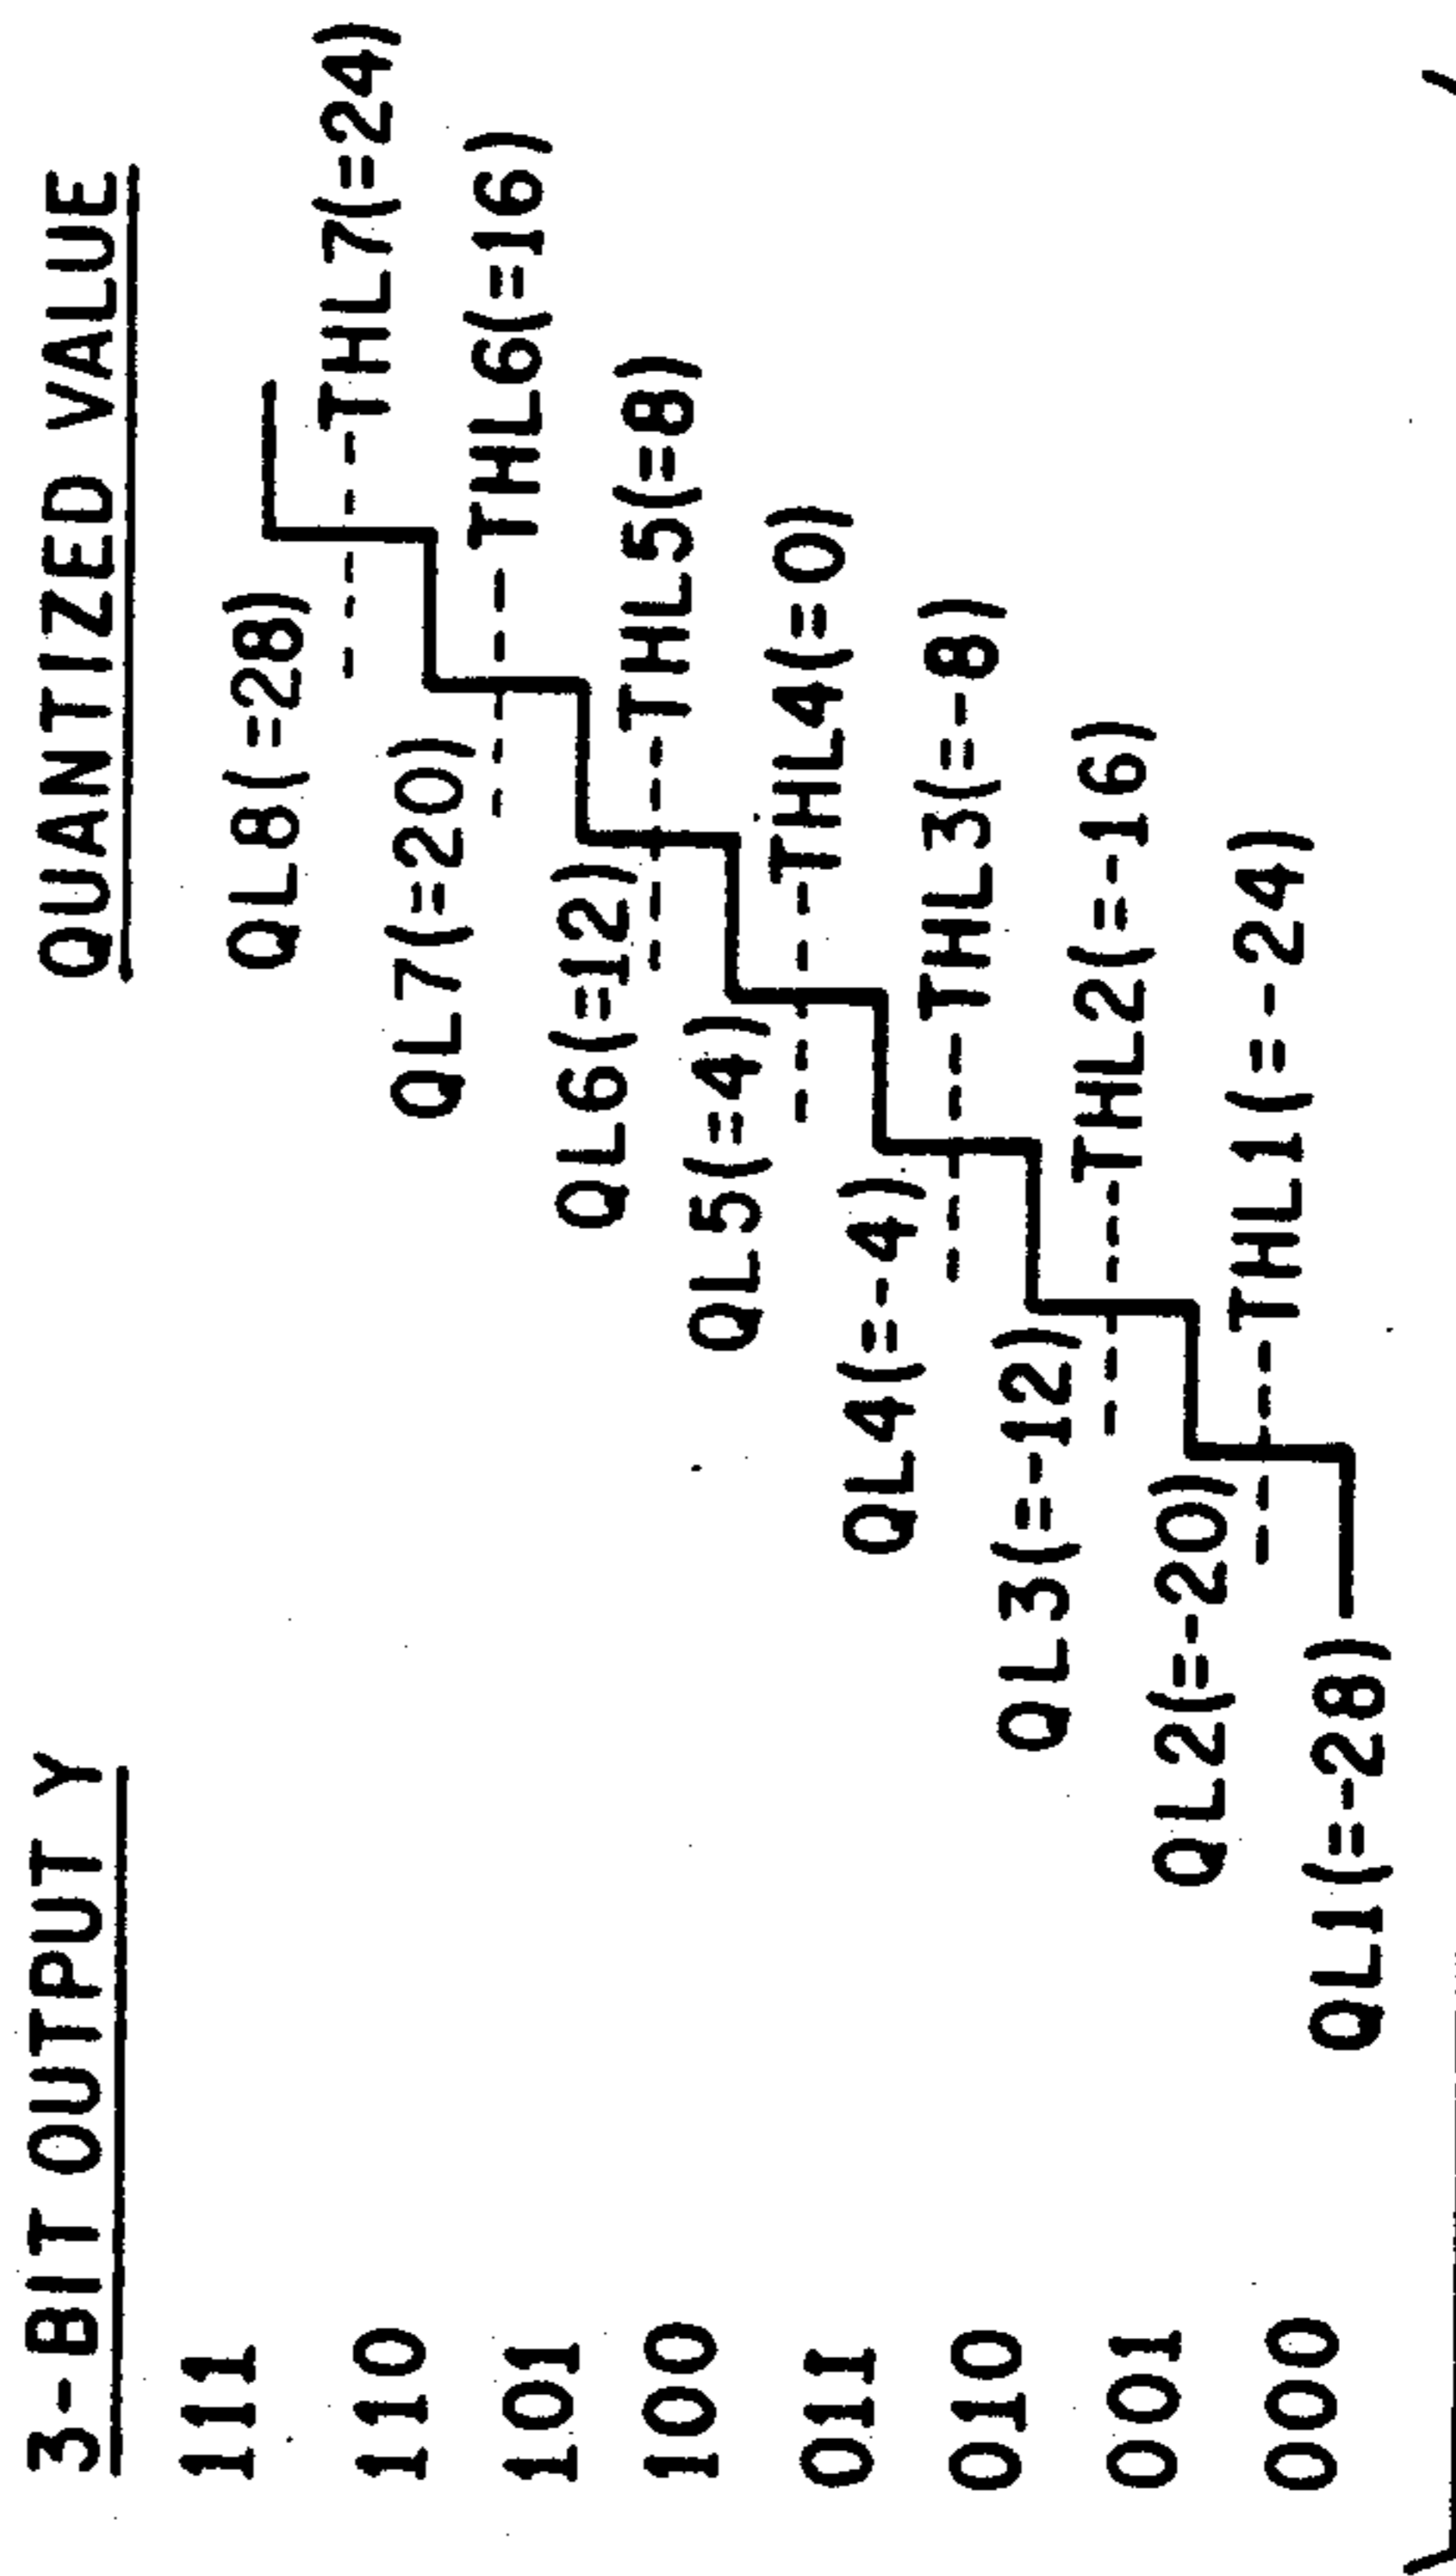 3-BIT OUTPUT Y QUANTIZED VALUE
111 QL8(=28)
THL7(=24)
110 QL7(=20)
THL6(=16)
101 QL6(=12)
THL5(=8)
100 QL5(=4)
THL4(=0)
011 QL4(=-4)
THL3(=-8)
010 QL3(=-12)
THL2(=-16)
001 QL2(=-20)
THL1(=-24)
000 QL1(=-28)